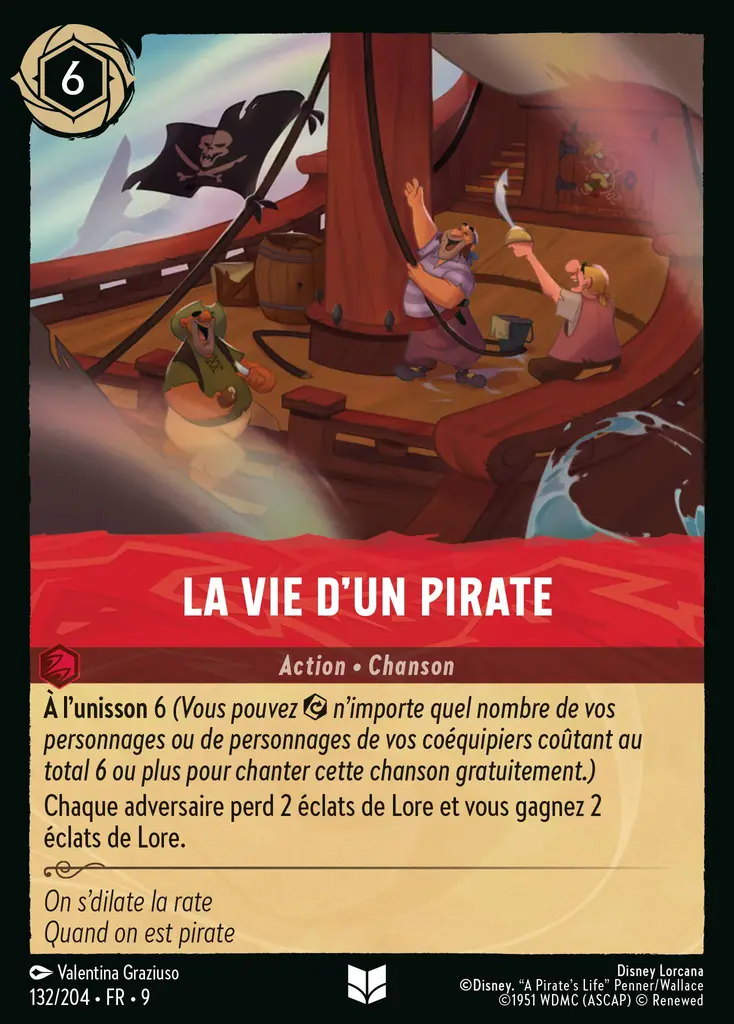 6
LA VIE D'UN PIRATE
Action • Chanson
À l'unisson 6 (Vous pouvez n'importe quel nombre de vos
personnages ou de personnages de vos coéquipiers coûtant au
total 6 ou plus pour chanter cette chanson gratuitement.)
Chaque adversaire perd 2 éclats de Lore et vous gagnez 2
éclats de Lore.
On s'dilate la rate
Quand on est pirate
Valentina Graziuso
132/204 • FR • 9
Disney Lorcana
©Disney. "A Pirate's Life" Penner/Wallace
©1951 WDMC (ASCAP) © Renewed